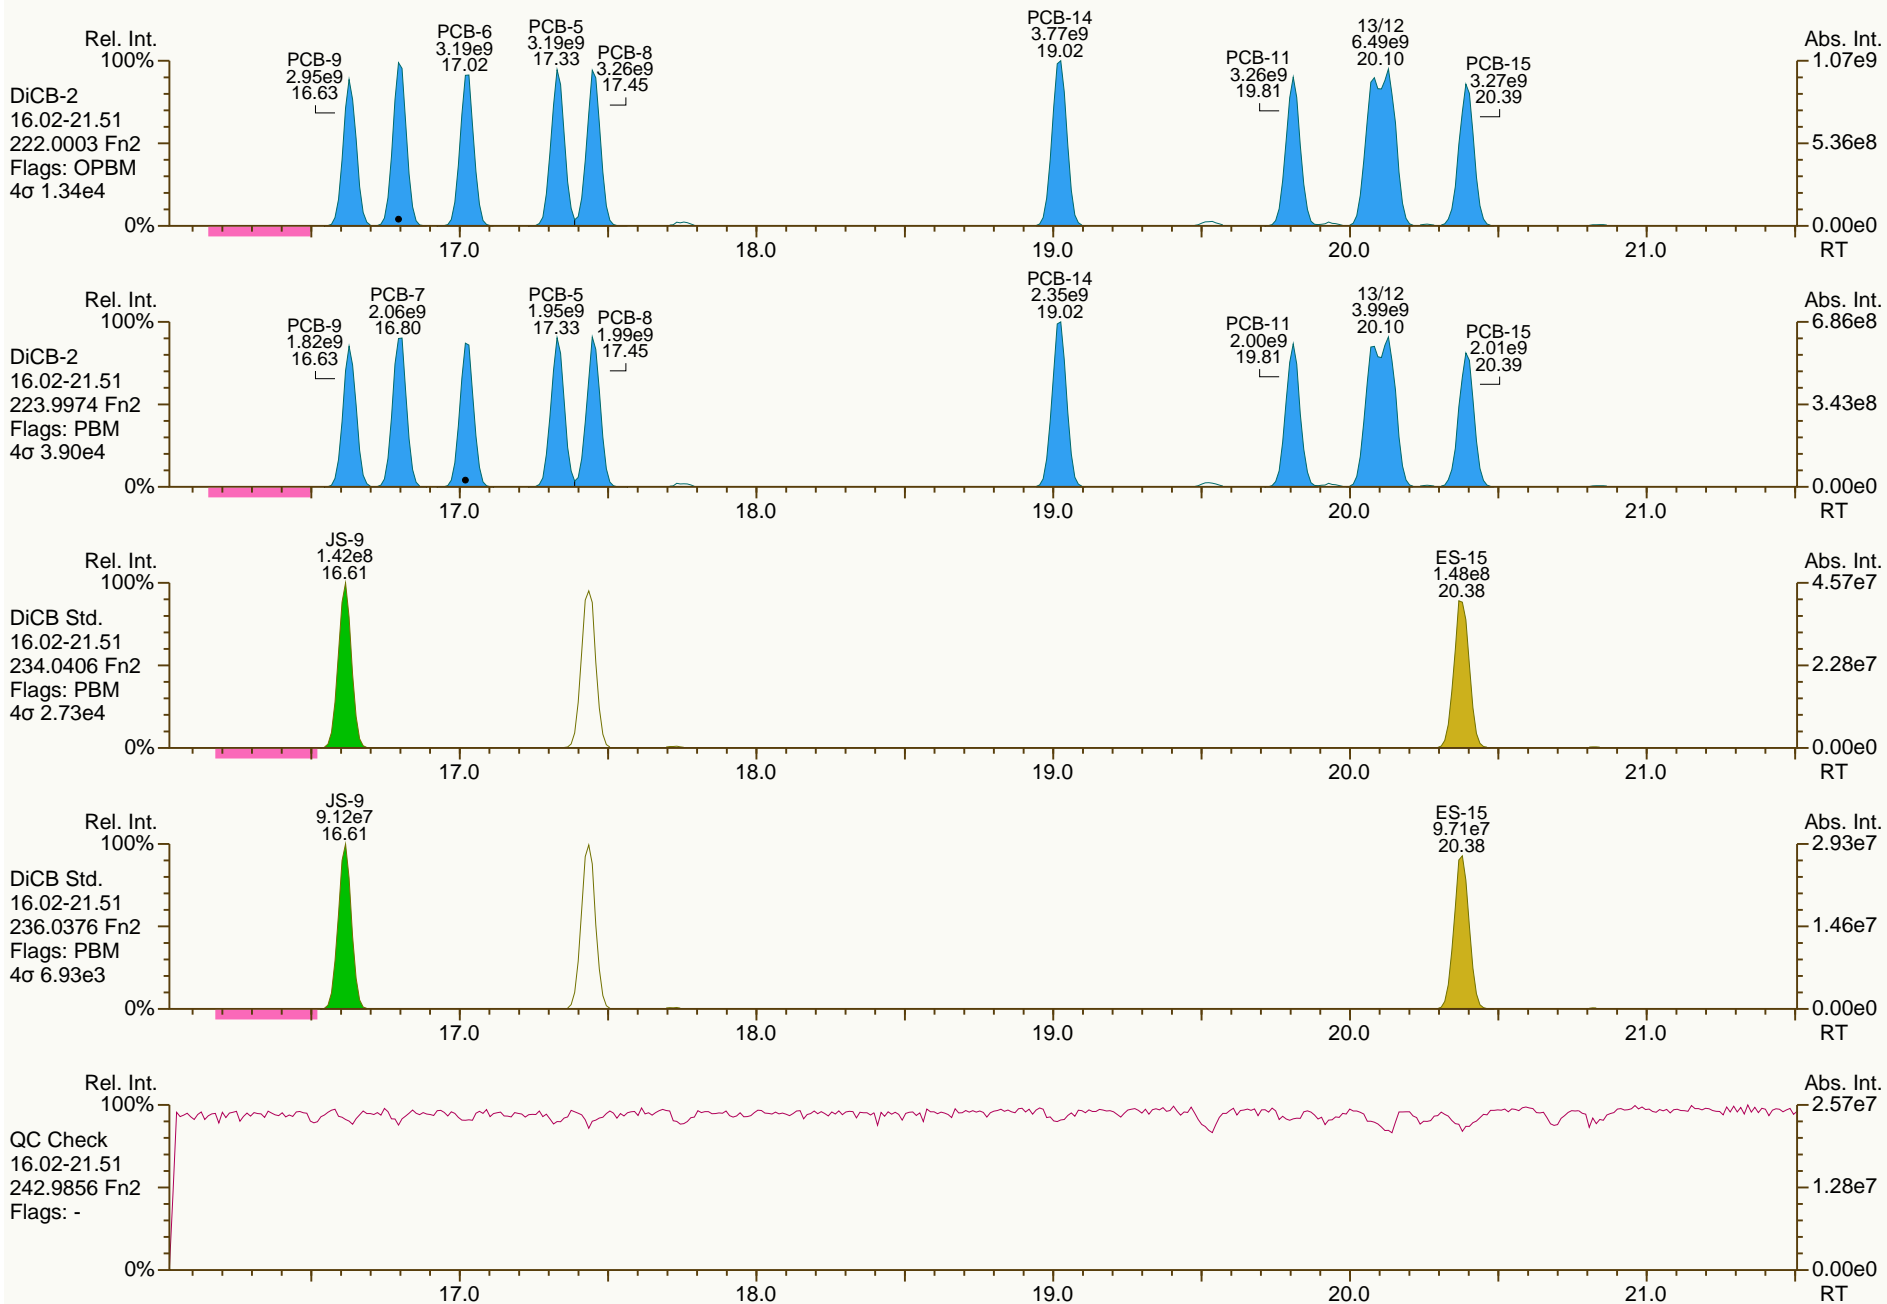 Rel. Int.
100%
0%
DiCB-2
16.02-21.51
222.0003 Fn2
Flags: OPBM
4σ 1.34e4
PCB-9
2.95e9
16.63
PCB-6
3.19e9
17.02
PCB-5
3.19e9
17.33
PCB-8
3.26e9
17.45
PCB-14
3.77e9
19.02
PCB-11
3.26e9
19.81
13/12
6.49e9
20.10
PCB-15
3.27e9
20.39
Abs. Int.
1.07e9
5.36e8
0.00e0
17.0 18.0 19.0 20.0 21.0 RT
Rel. Int.
100%
0%
DiCB-2
16.02-21.51
223.9974 Fn2
Flags: PBM
4σ 3.90e4
PCB-9
1.82e9
16.63
PCB-7
2.06e9
16.80
PCB-5
1.95e9
17.33
PCB-8
1.99e9
17.45
PCB-14
2.35e9
19.02
PCB-11
2.00e9
19.81
13/12
3.99e9
20.10
PCB-15
2.01e9
20.39
Abs. Int.
6.86e8
3.43e8
0.00e0
17.0 18.0 19.0 20.0 21.0 RT
Rel. Int.
100%
0%
DiCB Std.
16.02-21.51
234.0406 Fn2
Flags: PBM
4σ 2.73e4
JS-9
1.42e8
16.61
ES-15
1.48e8
20.38
Abs. Int.
4.57e7
2.28e7
0.00e0
17.0 18.0 19.0 20.0 21.0 RT
Rel. Int.
100%
0%
DiCB Std.
16.02-21.51
236.0376 Fn2
Flags: PBM
4σ 6.93e3
JS-9
9.12e7
16.61
ES-15
9.71e7
20.38
Abs. Int.
2.93e7
1.46e7
0.00e0
17.0 18.0 19.0 20.0 21.0 RT
Rel. Int.
100%
0%
QC Check
16.02-21.51
242.9856 Fn2
Flags: -
Abs. Int.
2.57e7
1.28e7
0.00e0
17.0 18.0 19.0 20.0 21.0 RT